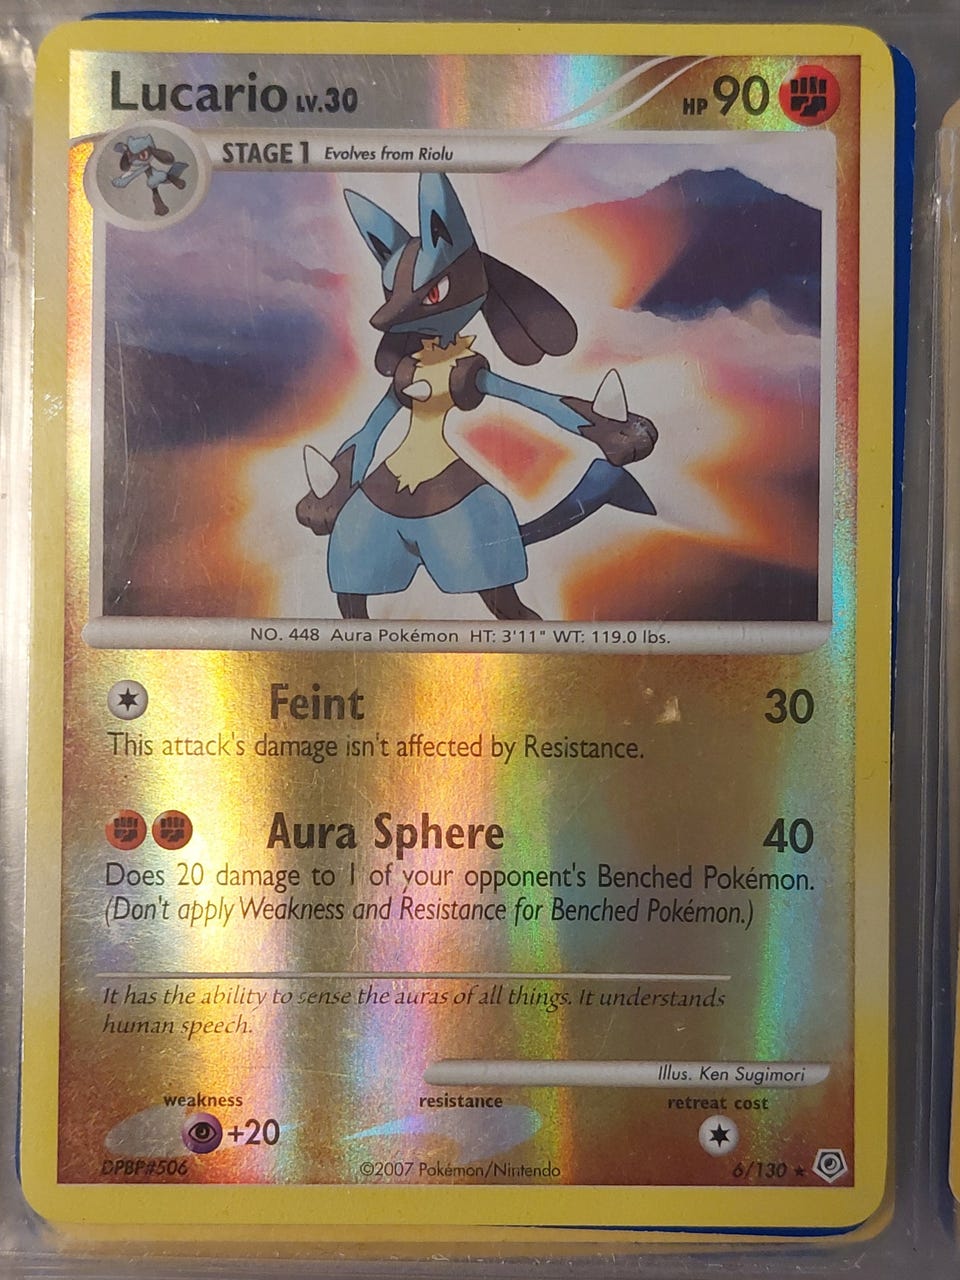 Lucario LV.30 HP 90
STAGE 1 Evolves from Riolu
NO. 448 Aura Pokémon HT: 3'11" WT: 119.0 lbs.
Feint 30
This attack's damage isn't affected by Resistance.
Aura Sphere 40
Does 20 damage to 1 of your opponent's Benched Pokémon.
(Don't apply Weakness and Resistance for Benched Pokémon.)
It has the ability to sense the auras of all things. It understands
human speech.
Illus. Ken Sugimori
weakness resistance retreat cost
+20
DPBP#506 ©2007 Pokémon/Nintendo 6/130 ★